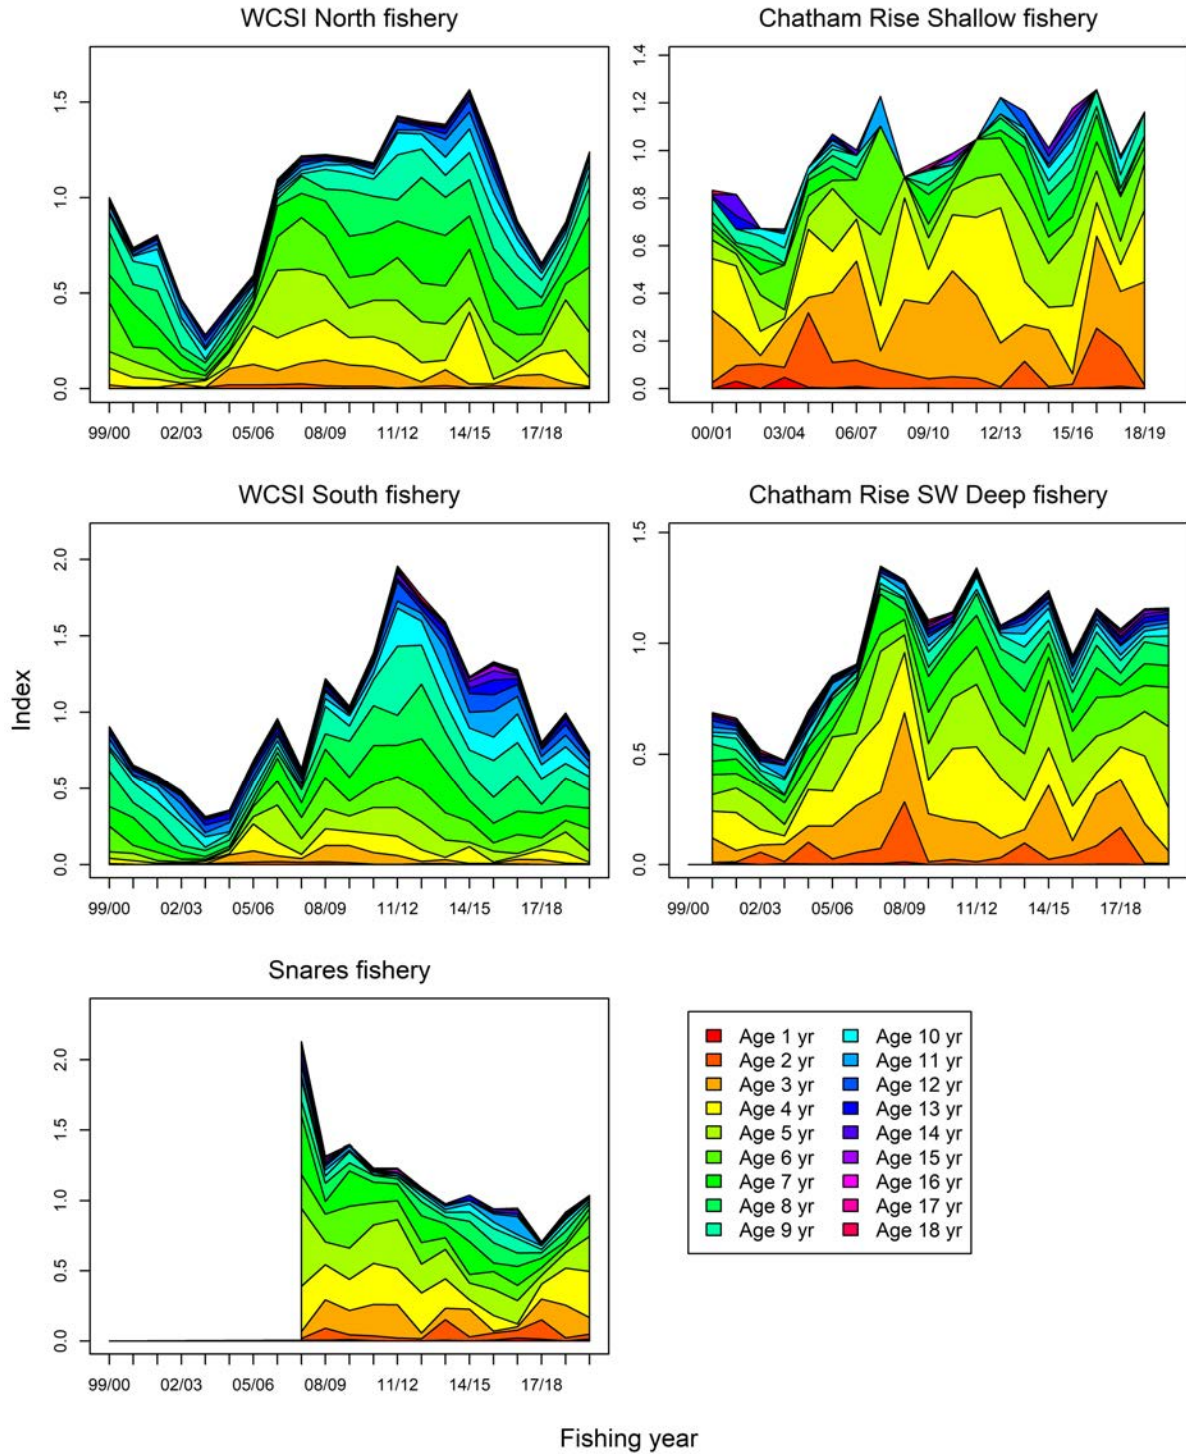 WCSI North fishery
1.5
1.0
0.5
0.0
99/00 02/03 05/06 08/09 11/12 14/15 17/18
Chatham Rise Shallow fishery
1.4
1.2
1.0
0.8
0.6
0.4
0.2
0.0
00/01 03/04 06/07 09/10 12/13 15/16 18/19
WCSI South fishery
2.0
1.5
1.0
0.5
0.0
99/00 02/03 05/06 08/09 11/12 14/15 17/18
Chatham Rise SW Deep fishery
1.5
1.0
0.5
0.0
99/00 02/03 05/06 08/09 11/12 14/15 17/18
Index
Snares fishery
2.0
1.5
1.0
0.5
0.0
99/00 02/03 05/06 08/09 11/12 14/15 17/18
Age 1 yr
Age 2 yr
Age 3 yr
Age 4 yr
Age 5 yr
Age 6 yr
Age 7 yr
Age 8 yr
Age 9 yr
Age 10 yr
Age 11 yr
Age 12 yr
Age 13 yr
Age 14 yr
Age 15 yr
Age 16 yr
Age 17 yr
Age 18 yr
Fishing year